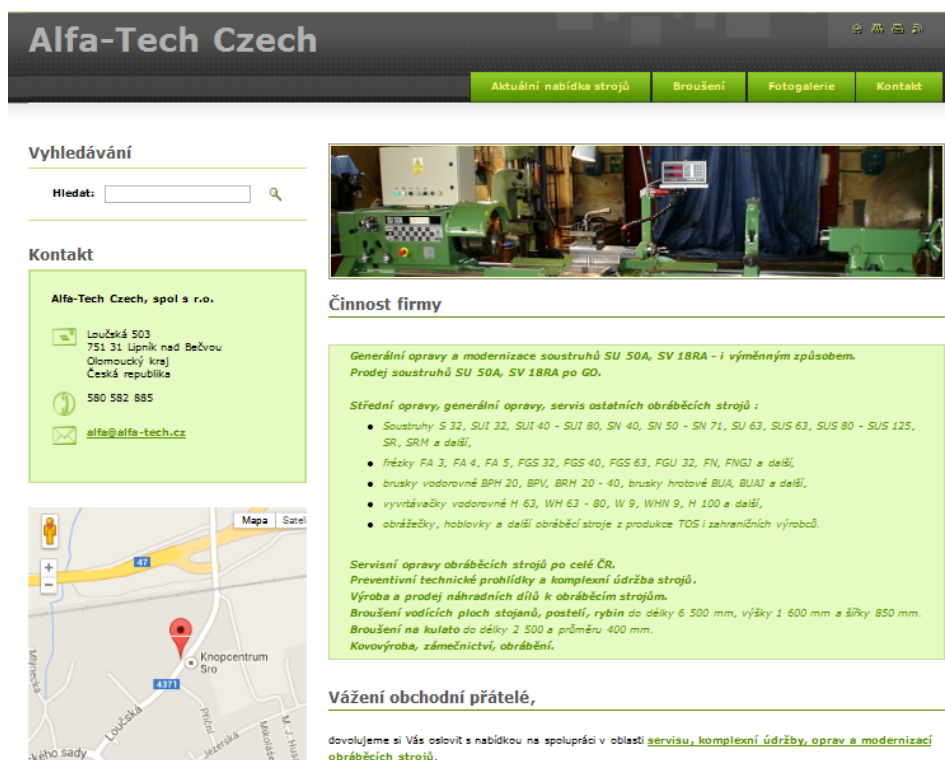 Alfa-Tech Czech
Aktuální nabídka strojů
Broušení
Fotogalerie
Kontakt
Vyhledávání
Hledat:
Kontakt
Alfa-Tech Czech, spol s r.o.
Loučská 503
751 31 Lipník nad Bečvou
Olomoucký kraj
Česká republika
580 582 885
alfa@alfa-tech.cz
Mapa
Satel
47
Knopcentrum
Sro
4371
Mlýnecká
Loučská
Příční
Jezerská
Mikoláše
M. J. Hus
kého sady
Činnost firmy
Generální opravy a modernizace soustruhů SU 50A, SV 18RA - i výměnným způsobem.
Prodej soustruhů SU 50A, SV 18RA po GO.
Střední opravy, generální opravy, servis ostatních obráběcích strojů :
Soustruhy S 32, SUI 32, SUI 40 - SUI 80, SN 40, SN 50 - SN 71, SU 63, SUS 63, SUS 80 - SUS 125,
SR, SRM a další,
frézky FA 3, FA 4, FA 5, FGS 32, FGS 40, FGS 63, FGU 32, FN, FNGJ a další,
brusky vodorovné BPH 20, BPV, BRH 20 - 40, brusky hrotové BUA, BUAJ a další,
vyvrtávačky vodorovné H 63, WH 63 - 80, W 9, WHN 9, H 100 a další,
obrážečky, hoblovky a další obráběcí stroje z produkce TOS i zahraničních výrobců.
Servisní opravy obráběcích strojů po celé ČR.
Preventivní technické prohlídky a komplexní údržba strojů.
Výroba a prodej náhradních dílů k obráběcím strojům.
Broušení vodících ploch stojanů, postelí, rybin do délky 6 500 mm, výšky 1 600 mm a šířky 850 mm.
Broušení na kulato do délky 2 500 a průměru 400 mm.
Kovovýroba, zámečnictví, obrábění.
Vážení obchodní přátelé,
dovolujeme si Vás oslovit s nabídkou na spolupráci v oblasti servisu, komplexní údržby, oprav a modernizací
obráběcích strojů.